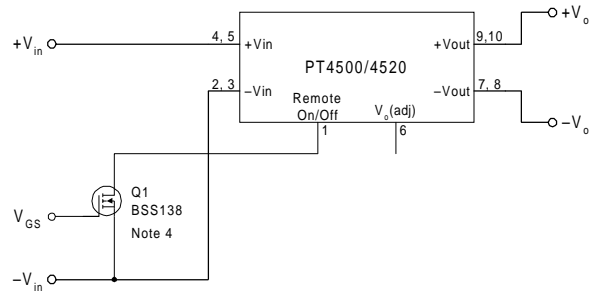 +Vo
4, 5
9,10
+Vin
+Vin
+Vout
PT4500/4520
2, 3
7, 8
–Vin
–Vout
Remote
On/Off
Vo(adj)
1
6
–Vo
Q1
BSS138
VGS
Note 4
–Vin